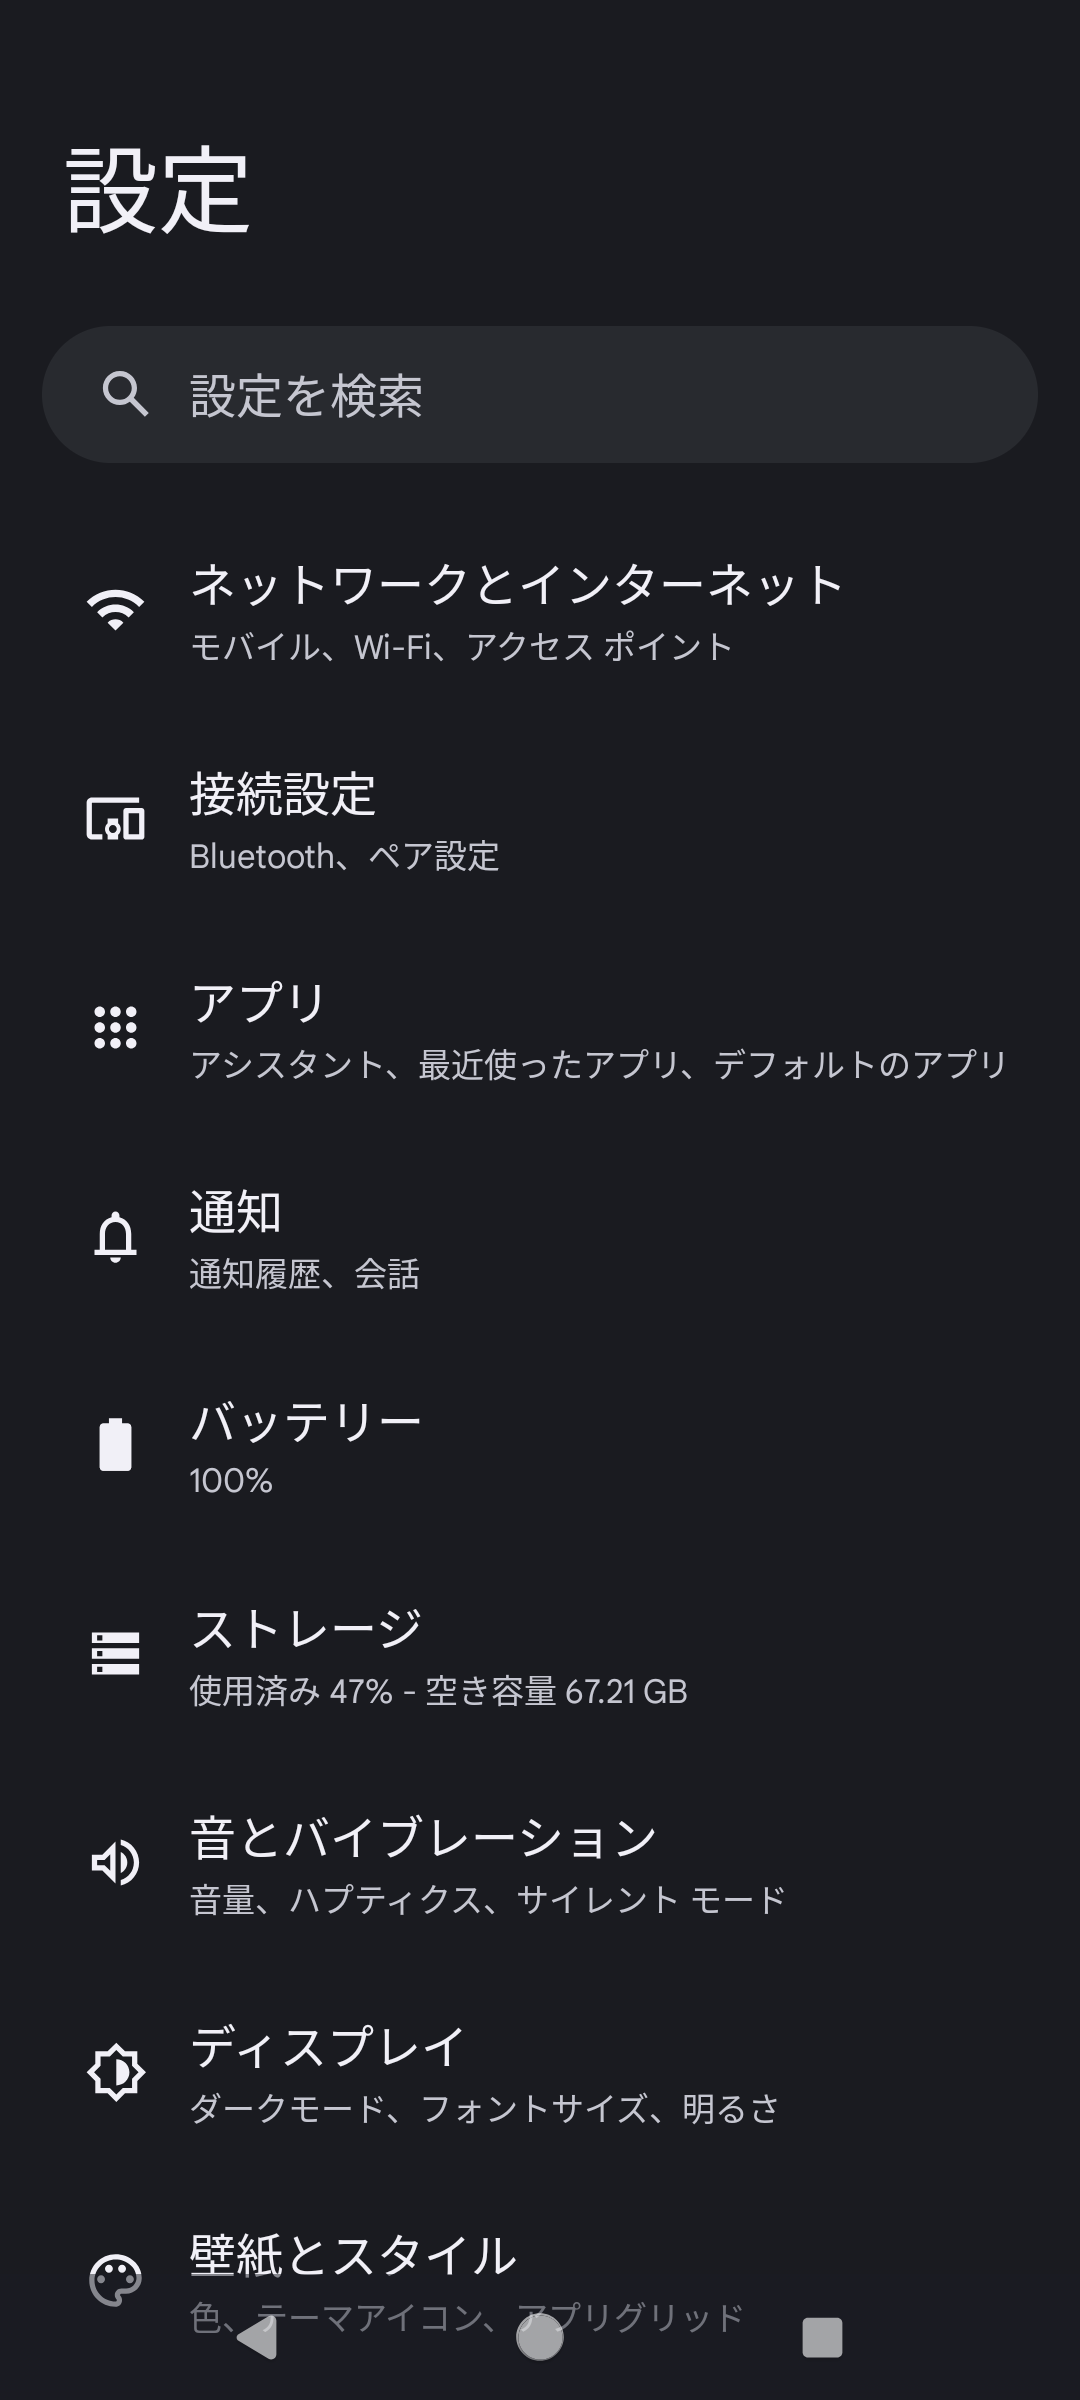 設定
設定を検索
ネットワークとインターネット
モバイル、Wi-Fi、アクセス ポイント
接続設定
Bluetooth、ペア設定
アプリ
アシスタント、最近使ったアプリ、デフォルトのアプリ
通知
通知履歴、会話
バッテリー
100%
ストレージ
使用済み 47% - 空き容量 67.21 GB
音とバイブレーション
音量、ハプティクス、サイレント モード
ディスプレイ
ダークモード、フォントサイズ、明るさ
壁紙とスタイル
色、テーマアイコン、アプリグリッド